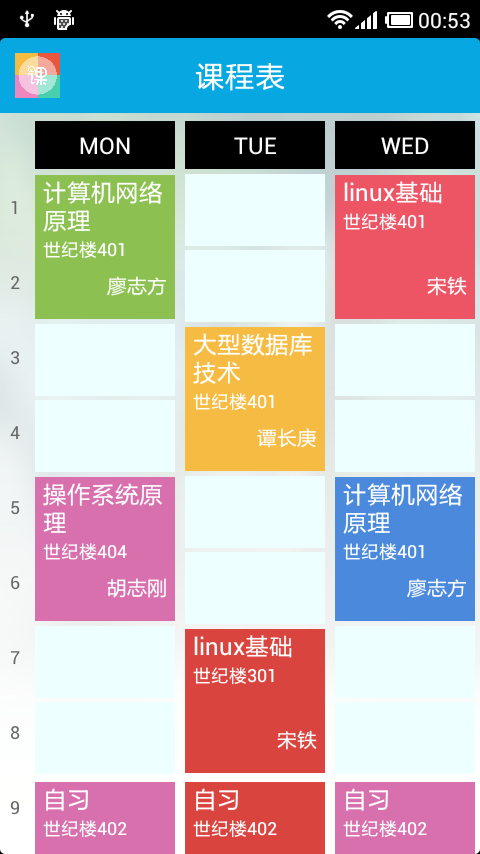 00:53
课
课程表
MON
TUE
WED
1
2
3
4
5
6
7
8
9
计算机网络
原理
世纪楼401
廖志方
操作系统原
理
世纪楼404
胡志刚
自习
世纪楼402
大型数据库
技术
世纪楼401
谭长庚
linux基础
世纪楼301
宋铁
自习
世纪楼402
linux基础
世纪楼401
宋铁
计算机网络
原理
世纪楼401
廖志方
自习
世纪楼402